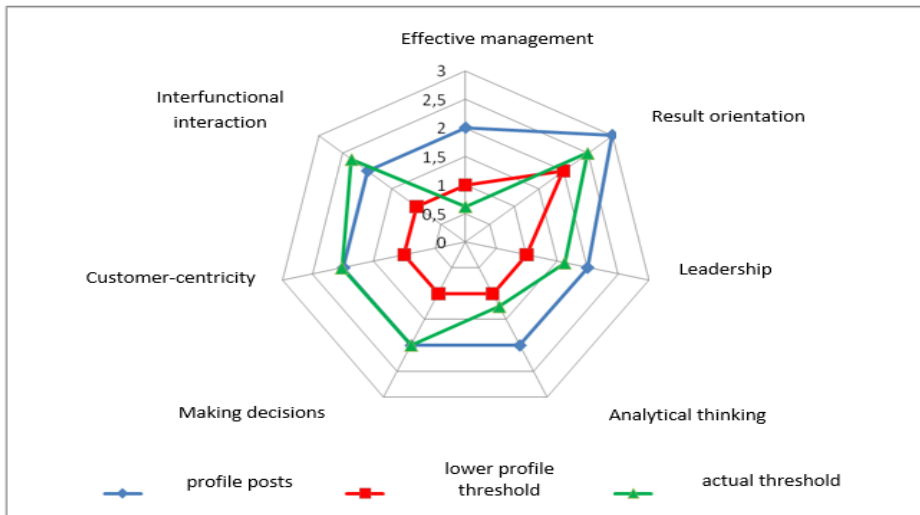 Effective management
3
2,5
2
1,5
1
0,5
0
Interfunctional
interaction
Result orientation
Customer-centricity
Leadership
Making decisions
Analytical thinking
profile posts
lower profile
threshold
actual threshold